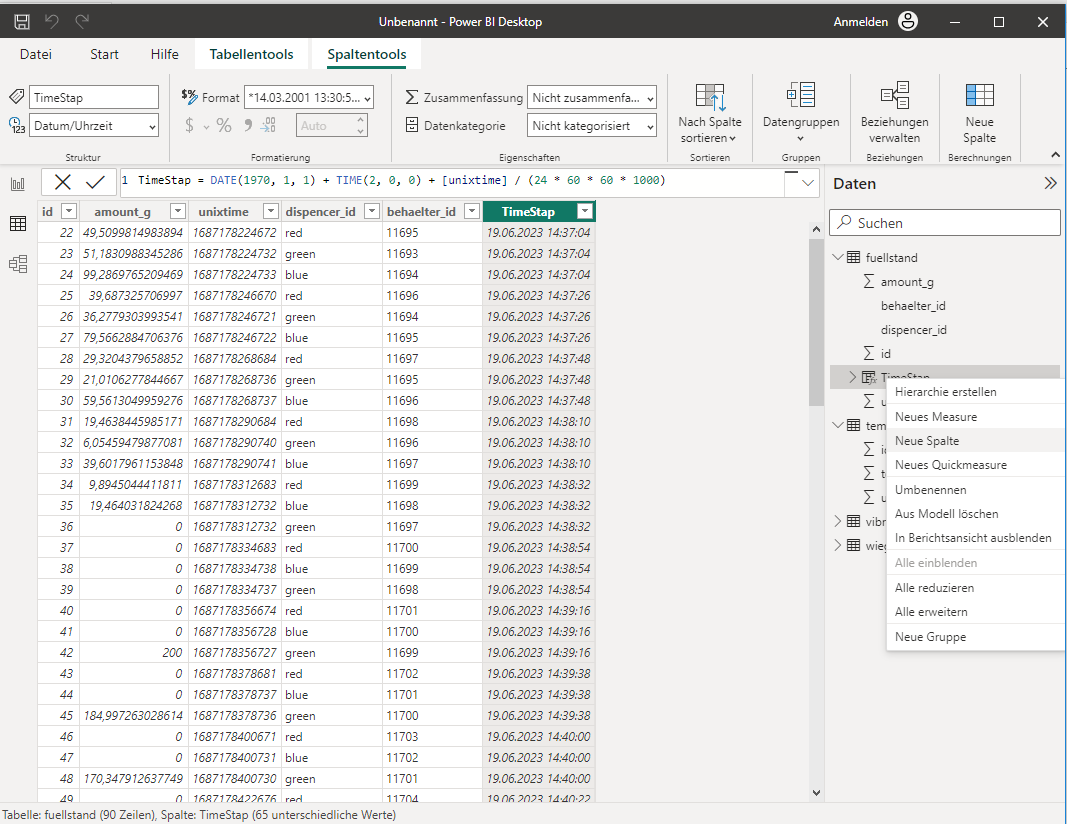 Unbenannt - Power BI Desktop
Anmelden
Datei Start Hilfe Tabellentools Spaltentools
TimeStap
Datum/Uhrzeit
Struktur
Format *14.03.2001 13:30:5...
$ % Auto
Formatierung
Zusammenfassung Nicht zusammenfa...
Datenkategorie Nicht kategorisiert
Eigenschaften
Nach Spalte
sortieren
Sortieren
Datengruppen
Gruppen
Beziehungen
verwalten
Beziehungen
Neue
Spalte
Berechnungen
1 TimeStap = DATE(1970, 1, 1) + TIME(2, 0, 0) + [unixtime] / (24 * 60 * 60 * 1000)
id amount_g unixtime dispencer_id behaelter_id TimeStap
22 49,5099814983894 1687178224672 red 11695 19.06.2023 14:37:04
23 51,1830988345286 1687178224732 green 11693 19.06.2023 14:37:04
24 99,2869765209469 1687178224733 blue 11694 19.06.2023 14:37:04
25 39,687325706997 1687178246670 red 11696 19.06.2023 14:37:26
26 36,2779303993541 1687178246721 green 11694 19.06.2023 14:37:26
27 79,5662884706376 1687178246722 blue 11695 19.06.2023 14:37:26
28 29,3204379658852 1687178268684 red 11697 19.06.2023 14:37:48
29 21,0106277844667 1687178268736 green 11695 19.06.2023 14:37:48
30 59,5613049959276 1687178268737 blue 11696 19.06.2023 14:37:48
31 19,4638445985171 1687178290684 red 11698 19.06.2023 14:38:10
32 6,05459479877081 1687178290740 green 11696 19.06.2023 14:38:10
33 39,6017961153848 1687178290741 blue 11697 19.06.2023 14:38:10
34 9,8945044411811 1687178312683 red 11699 19.06.2023 14:38:32
35 19,464031824268 1687178312732 blue 11698 19.06.2023 14:38:32
36 0 1687178312732 green 11697 19.06.2023 14:38:32
37 0 1687178334683 red 11700 19.06.2023 14:38:54
38 0 1687178334738 blue 11699 19.06.2023 14:38:54
39 0 1687178334737 green 11698 19.06.2023 14:38:54
40 0 1687178356674 red 11701 19.06.2023 14:39:16
41 0 1687178356728 blue 11700 19.06.2023 14:39:16
42 200 1687178356727 green 11699 19.06.2023 14:39:16
43 0 1687178378681 red 11702 19.06.2023 14:39:38
44 0 1687178378737 blue 11701 19.06.2023 14:39:38
45 184,997263028614 1687178378736 green 11700 19.06.2023 14:39:38
46 0 1687178400671 red 11703 19.06.2023 14:40:00
47 0 1687178400731 blue 11702 19.06.2023 14:40:00
48 170,347912637749 1687178400730 green 11701 19.06.2023 14:40:00
49 0 1687178422676 red 11704 19.06.2023 14:40:22
Daten
Suchen
fuellstand
amount_g
behaelter_id
dispencer_id
id
TimeStap
u
tem
id
t
u
vibr
wieg
Hierarchie erstellen
Neues Measure
Neue Spalte
Neues Quickmeasure
Umbenennen
Aus Modell löschen
In Berichtsansicht ausblenden
Alle einblenden
Alle reduzieren
Alle erweitern
Neue Gruppe
Tabelle: fuellstand (90 Zeilen), Spalte: TimeStap (65 unterschiedliche Werte)